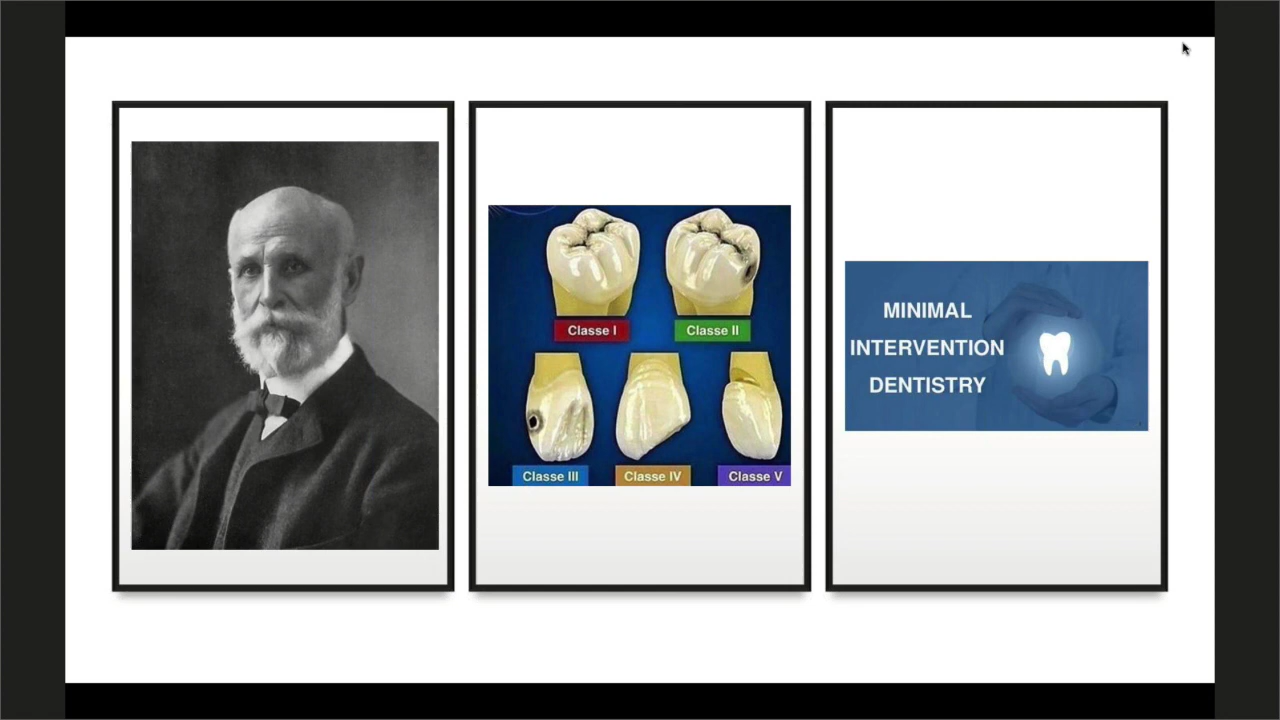 Classe I
Classe II
Classe III
Classe IV
Classe V
MINIMAL
INTERVENTION
DENTISTRY